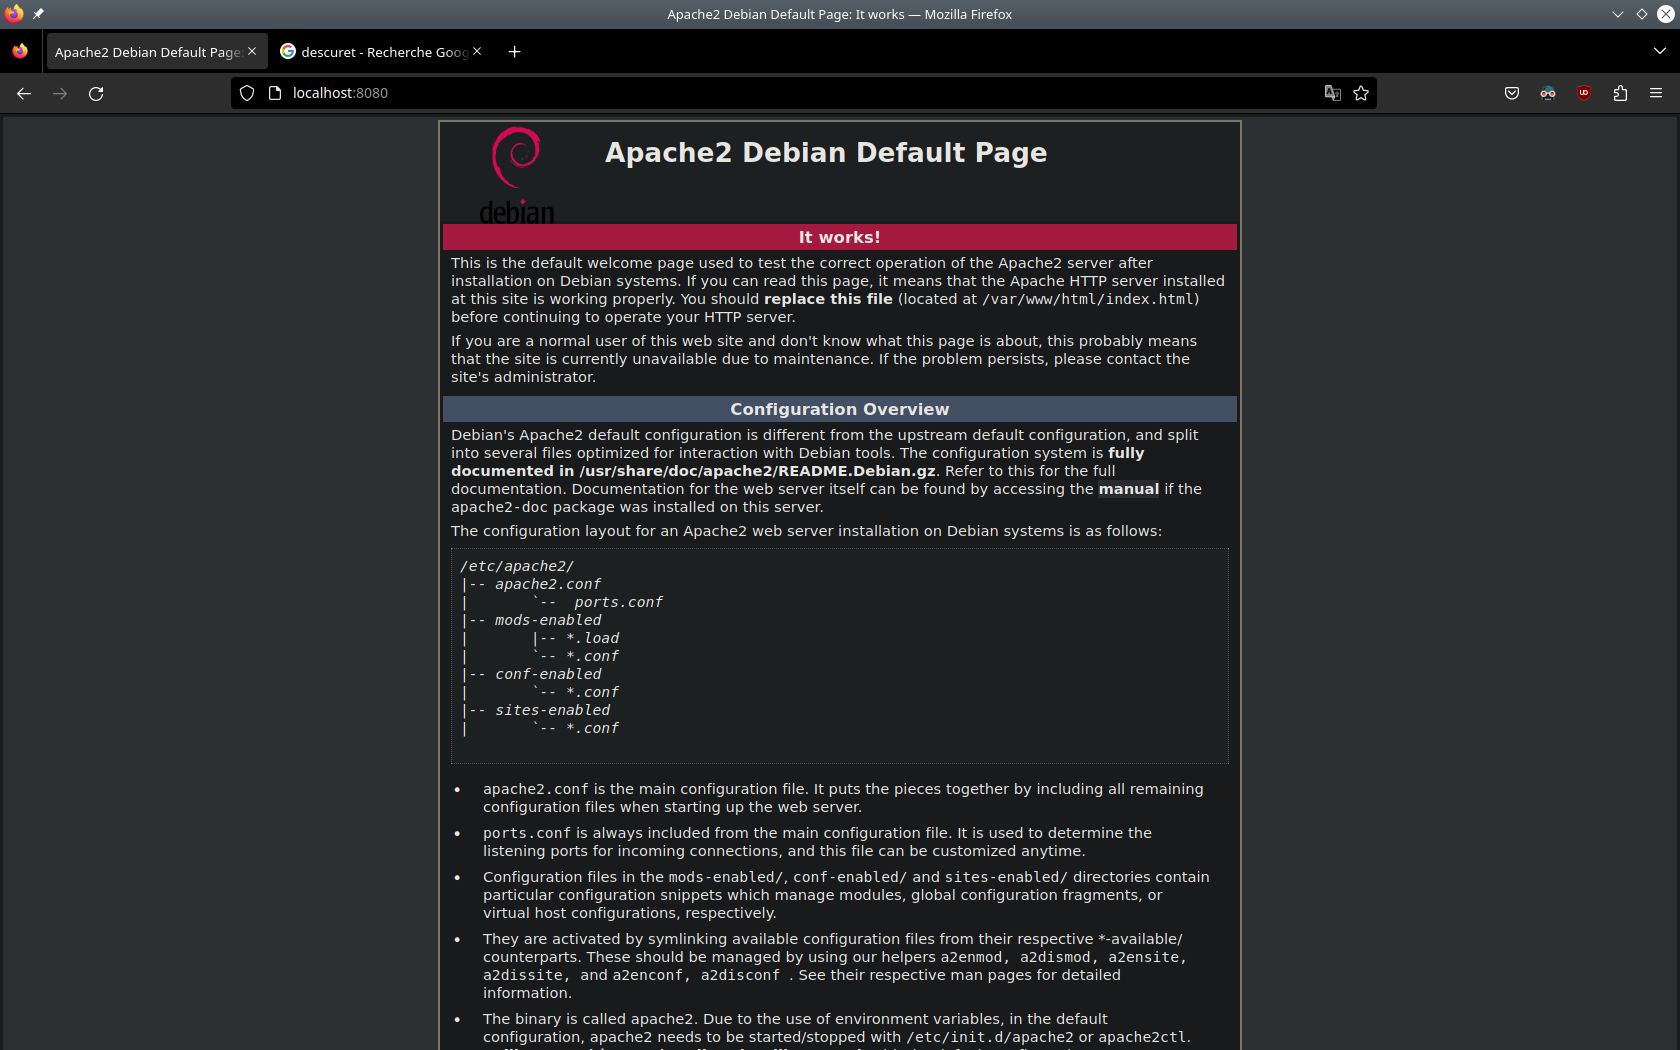 Apache2 Debian Default Page: It works — Mozilla Firefox
Apache2 Debian Default Page:
descuret - Recherche Goog
localhost:8080
debian
Apache2 Debian Default Page
It works!
This is the default welcome page used to test the correct operation of the Apache2 server after
installation on Debian systems. If you can read this page, it means that the Apache HTTP server installed
at this site is working properly. You should replace this file (located at /var/www/html/index.html)
before continuing to operate your HTTP server.
If you are a normal user of this web site and don't know what this page is about, this probably means
that the site is currently unavailable due to maintenance. If the problem persists, please contact the
site's administrator.
Configuration Overview
Debian's Apache2 default configuration is different from the upstream default configuration, and split
into several files optimized for interaction with Debian tools. The configuration system is fully
documented in /usr/share/doc/apache2/README.Debian.gz. Refer to this for the full
documentation. Documentation for the web server itself can be found by accessing the manual if the
apache2-doc package was installed on this server.
The configuration layout for an Apache2 web server installation on Debian systems is as follows:
/etc/apache2/
|-- apache2.conf
|       `--  ports.conf
|-- mods-enabled
|       |-- *.load
|       `-- *.conf
|-- conf-enabled
|       `-- *.conf
|-- sites-enabled
|       `-- *.conf
• apache2.conf is the main configuration file. It puts the pieces together by including all remaining
configuration files when starting up the web server.
• ports.conf is always included from the main configuration file. It is used to determine the
listening ports for incoming connections, and this file can be customized anytime.
• Configuration files in the mods-enabled/, conf-enabled/ and sites-enabled/ directories contain
particular configuration snippets which manage modules, global configuration fragments, or
virtual host configurations, respectively.
• They are activated by symlinking available configuration files from their respective *-available/
counterparts. These should be managed by using our helpers a2enmod, a2dismod, a2ensite,
a2dissite, and a2enconf, a2disconf . See their respective man pages for detailed
information.
• The binary is called apache2. Due to the use of environment variables, in the default
configuration, apache2 needs to be started/stopped with /etc/init.d/apache2 or apache2ctl.